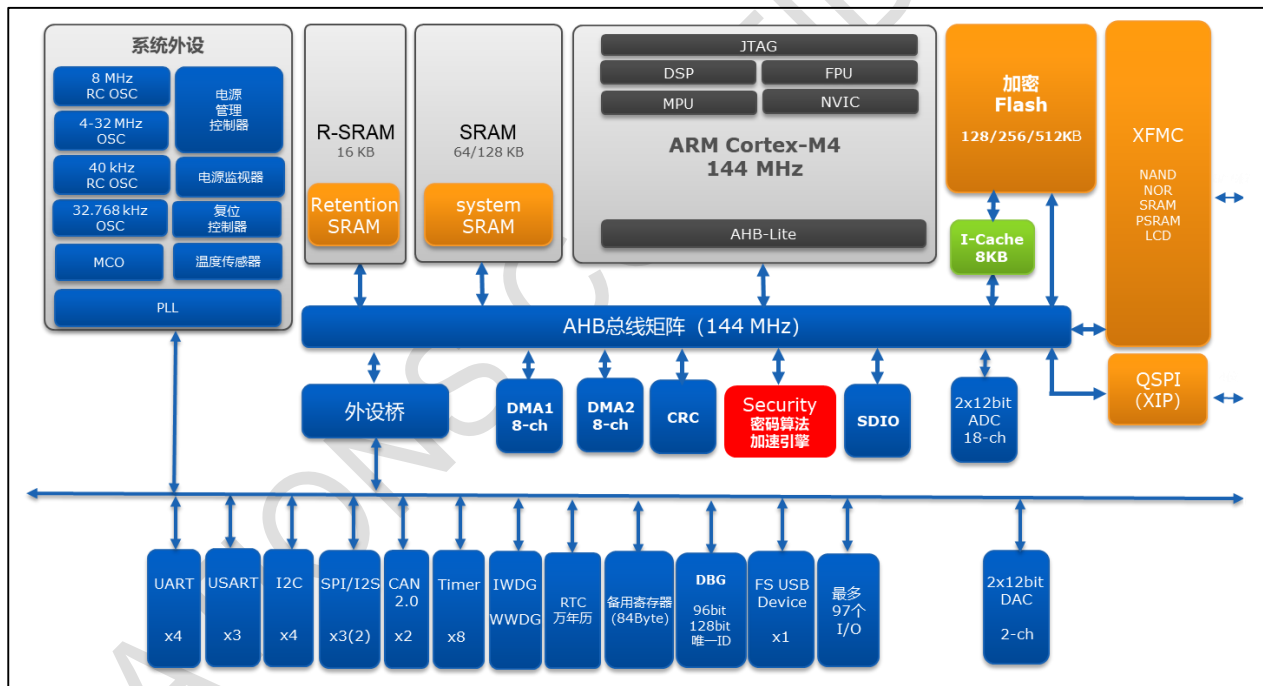 系统外设
8 MHz
RC OSC
4-32 MHz
OSC
40 kHz
RC OSC
32.768 kHz
OSC
MCO
电源
管理
控制器
电源监视器
复位
控制器
温度传感器
PLL
R-SRAM
16 KB
Retention
SRAM
SRAM
64/128 KB
system
SRAM
JTAG
DSP
FPU
MPU
NVIC
ARM Cortex-M4
144 MHz
AHB-Lite
加密
Flash
128/256/512KB
I-Cache
8KB
XFMC
NAND
NOR
SRAM
PSRAM
LCD
AHB总线矩阵（144 MHz）
外设桥
DMA1
8-ch
DMA2
8-ch
CRC
Security
密码算法
加速引擎
SDIO
2x12bit
ADC
18-ch
QSPI
(XIP)
UART
x4
USART
x3
I2C
x4
SPI/I2S
x3(2)
CAN
2.0
x2
Timer
x8
IWDG
WWDG
RTC
万年历
备用寄存器
(84Byte)
DBG
96bit
128bit
唯一ID
FS USB
Device
x1
最多
97个
I/O
2x12bit
DAC
2-ch